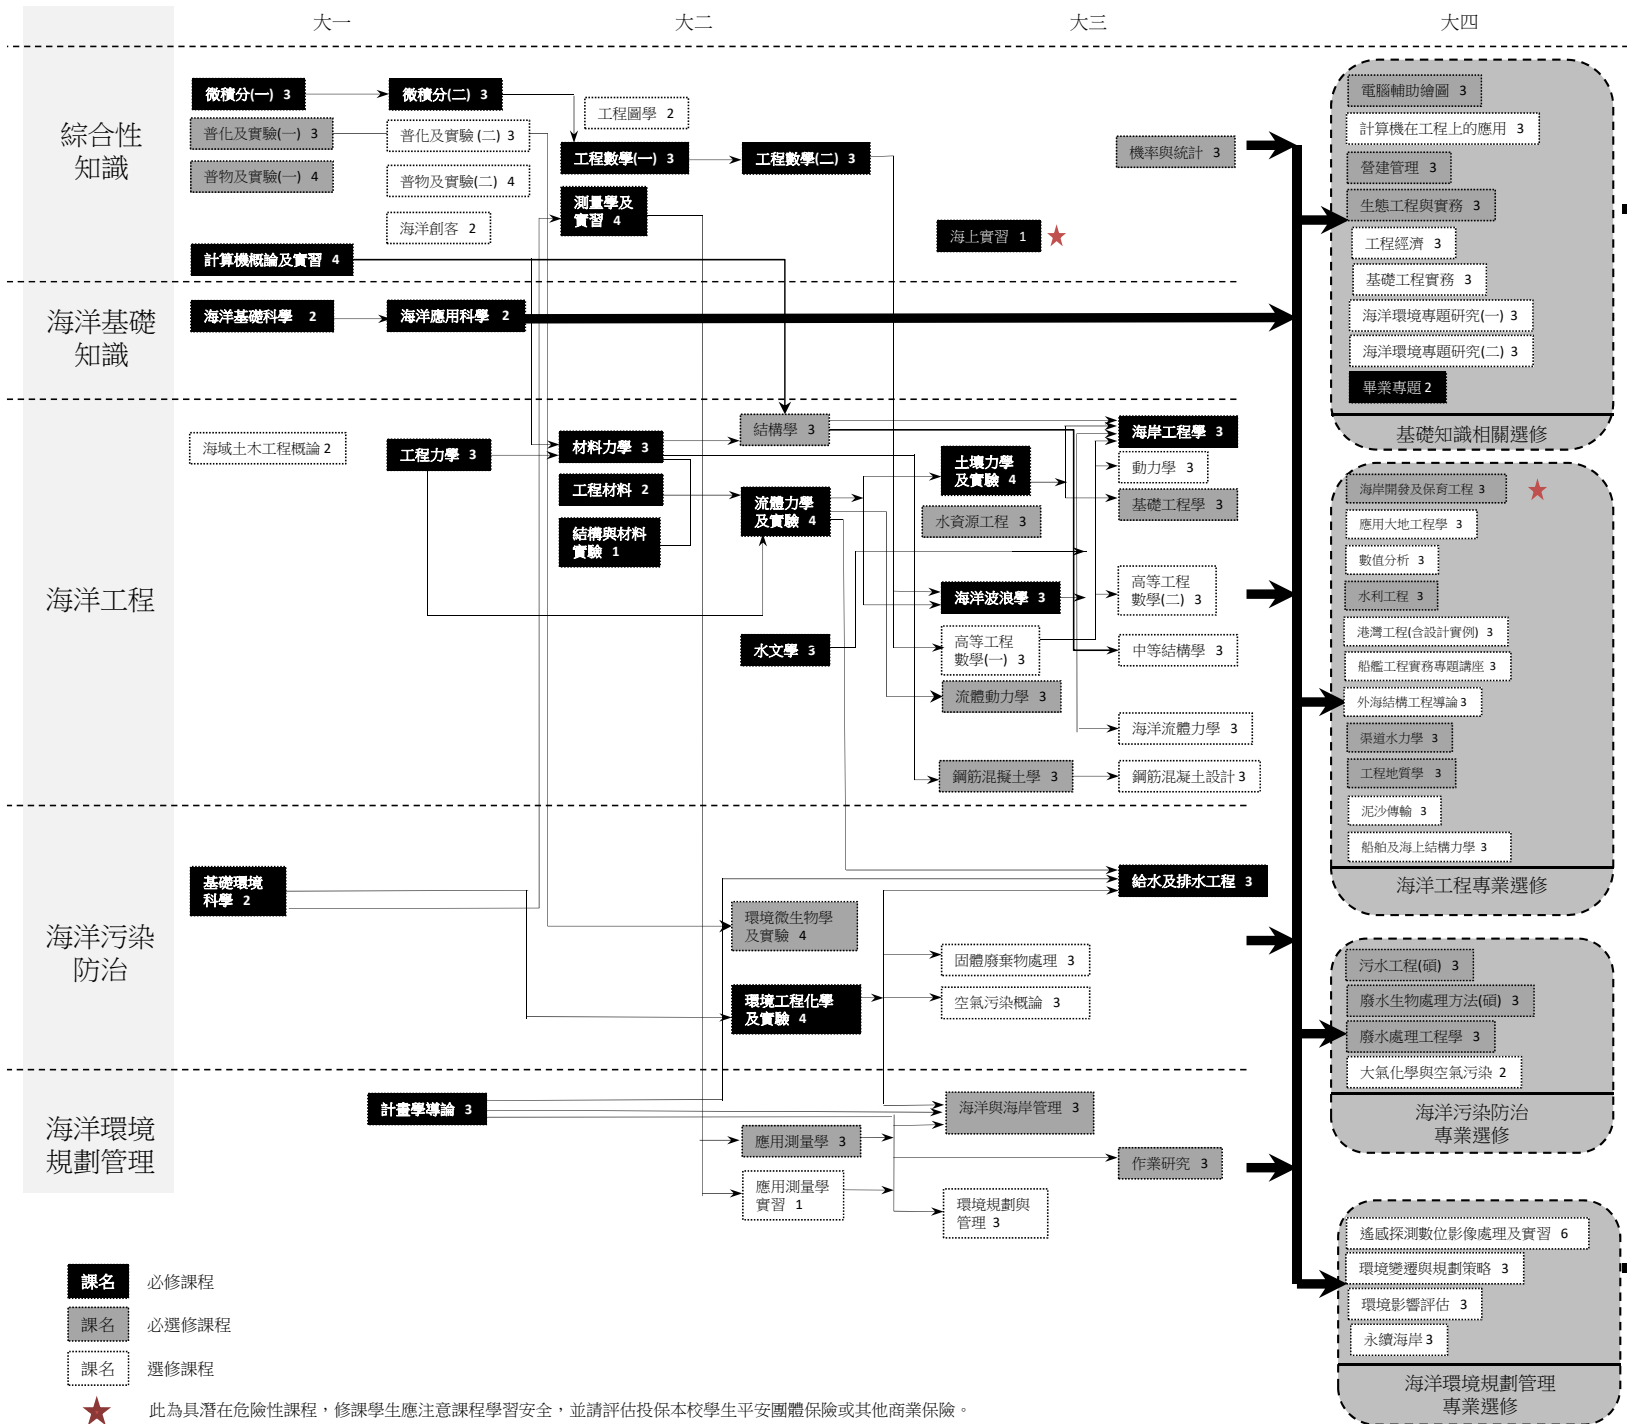 大一
大二
大三
大四
綜合性
知識
微積分(一) 3
微積分(二) 3
工程圖學 2
普化及實驗(一) 3
普化及實驗 (二) 3
工程數學(一) 3
工程數學(二) 3
機率與統計 3
普物及實驗(一) 4
普物及實驗(二) 4
測量學及
實習 4
海洋創客 2
海上實習 1
計算機概論及實習 4
海洋基礎
知識
海洋基礎科學 2
海洋應用科學 2
海洋工程
海域土木工程概論 2
工程力學 3
材料力學 3
工程材料 2
結構與材料
實驗 1
結構學 3
流體力學
及實驗 4
水文學 3
土壤力學
及實驗 4
水資源工程 3
海洋波浪學 3
高等工程
數學(一) 3
流體動力學 3
鋼筋混擬土學 3
海岸工程學 3
動力學 3
基礎工程學 3
高等工程
數學(二) 3
中等結構學 3
海洋流體力學 3
鋼筋混凝土設計 3
海洋污染
防治
基礎環境
科學 2
環境微生物學
及實驗 4
環境工程化學
及實驗 4
固體廢棄物處理 3
空氣污染概論 3
給水及排水工程 3
海洋環境
規劃管理
計畫學導論 3
應用測量學 3
應用測量學
實習 1
海洋與海岸管理 3
環境規劃與
管理 3
作業研究 3
電腦輔助繪圖 3
計算機在工程上的應用 3
營建管理 3
生態工程與實務 3
工程經濟 3
基礎工程實務 3
海洋環境專題研究(一) 3
海洋環境專題研究(二) 3
畢業專題 2
基礎知識相關選修
海岸開發及保育工程 3
應用大地工程學 3
數值分析 3
水利工程 3
港灣工程(含設計實例) 3
船艦工程實務專題講座 3
外海結構工程導論 3
渠道水力學 3
工程地質學 3
泥沙傳輸 3
船舶及海上結構力學 3
海洋工程專業選修
污水工程(碩) 3
廢水生物處理方法(碩) 3
廢水處理工程學 3
大氣化學與空氣污染 2
海洋污染防治
專業選修
遙感探測數位影像處理及實習 6
環境變遷與規劃策略 3
環境影響評估 3
永續海岸 3
海洋環境規劃管理
專業選修
課名 必修課程
課名 必選修課程
課名 選修課程
此為具潛在危險性課程，修課學生應注意課程學習安全，並請評估投保本校學生平安團體保險或其他商業保險。